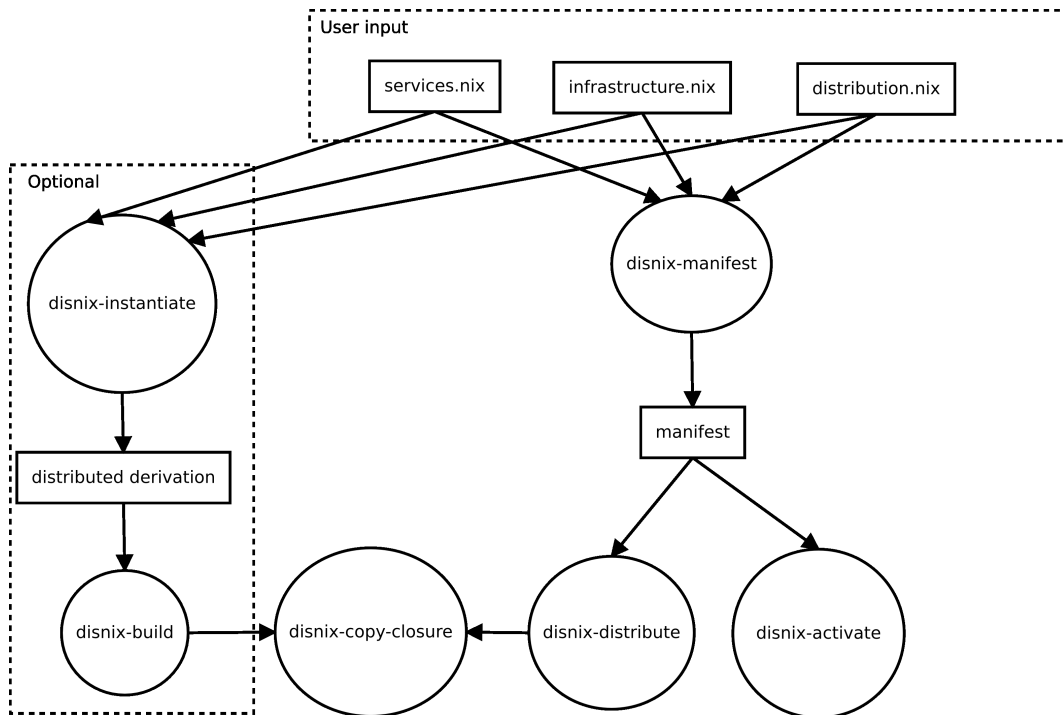 User input
services.nix
infrastructure.nix
distribution.nix
Optional
disnix-instantiate
disnix-manifest
manifest
distributed derivation
disnix-build
disnix-copy-closure
disnix-distribute
disnix-activate